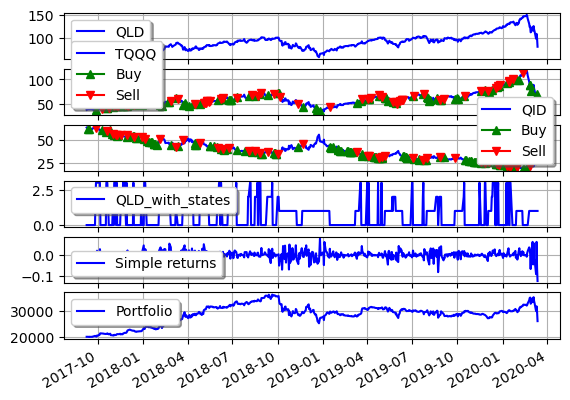 150
100
QLD
TQQQ
Buy
Sell
100
50
QID
Buy
Sell
50
25
2.5
0.0
QLD_with_states
0.0
−0.1
Simple returns
30000
20000
Portfolio
2017-10
2018-01
2018-04
2018-07
2018-10
2019-01
2019-04
2019-07
2019-10
2020-01
2020-04